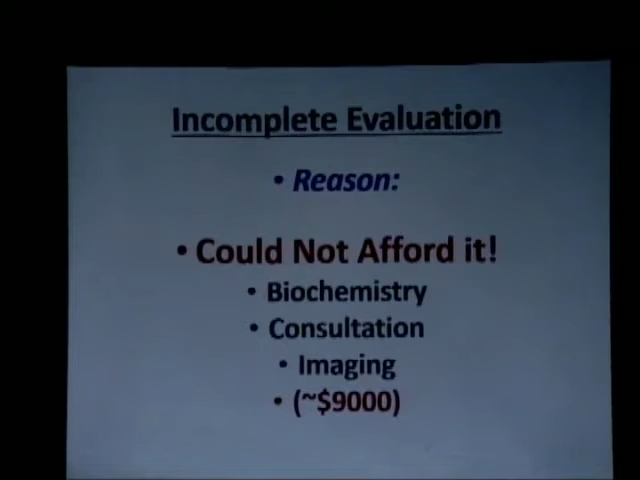 Incomplete Evaluation
• Reason:
• Could Not Afford it!
• Biochemistry
• Consultation
• Imaging
• (~$9000)